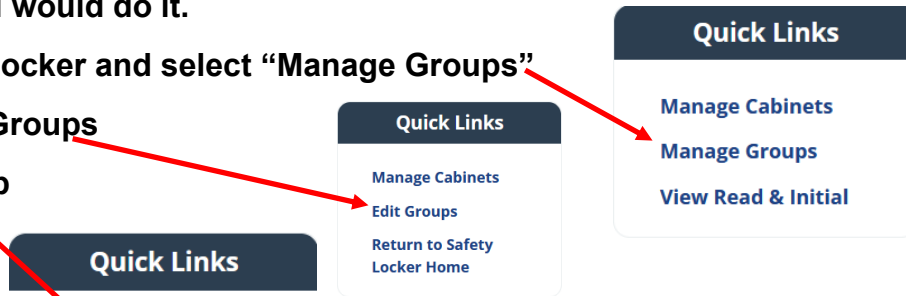 would do it.
ocker and select “Manage Groups”
Groups
Quick Links
Manage Cabinets
Manage Groups
View Read & Initial
Quick Links
Manage Cabinets
Edit Groups
Return to Safety
Locker Home
Quick Links